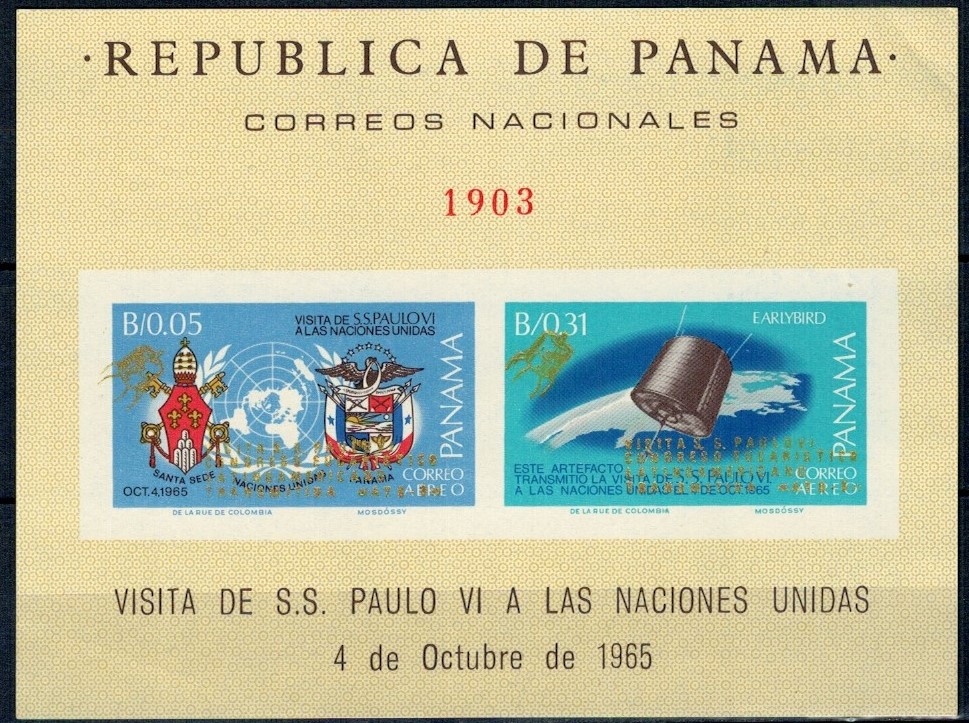 ·REPUBLICA DE PANAMA·
CORREOS NACIONALES
1903
B/0.05
VISITA DE S.S.PAULO VI
A LAS NACIONES UNIDAS
PANAMA
SANTA SEDE
NACIONES UNIDAS
PANAMA
OCT.4,1965
CORREO
AEREO
DE LA RUE DE COLOMBIA
MOSDÓSSY
B/0.31
EARLYBIRD
PANAMA
VISITA S.S. PAULO VI
CONGRESO EUCARISTICO
LATINOAMERICANO
ESTE ARTEFACTO
TRANSMITIO LA VISITA DE S.S. PAULO VI.
A LAS NACIONES UNIDAS EL 4 DE OCT. 1965
CORREO
AEREO
DE LA RUE DE COLOMBIA
MOSDÓSSY
VISITA DE S.S. PAULO VI A LAS NACIONES UNIDAS
4 de Octubre de 1965